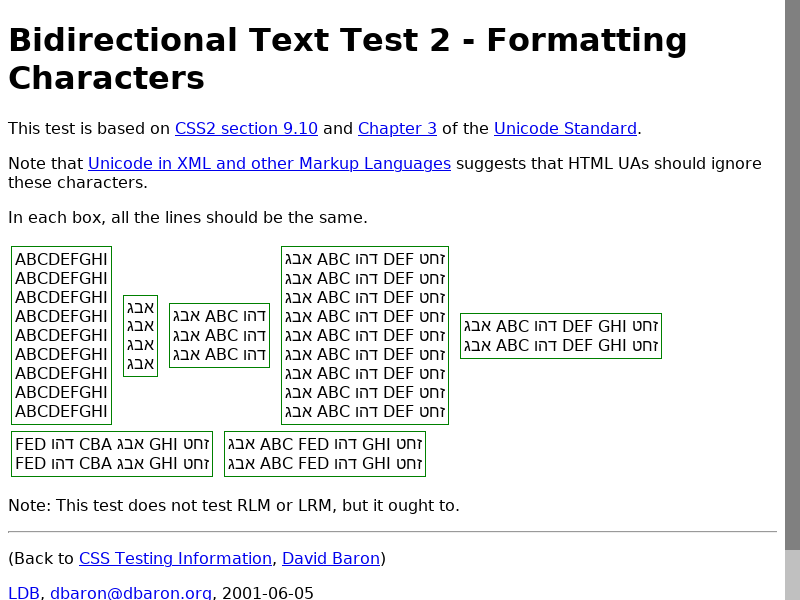 Bidirectional Text Test 2 - Formatting
Characters
This test is based on CSS2 section 9.10 and Chapter 3 of the Unicode Standard.
Note that Unicode in XML and other Markup Languages suggests that HTML UAs should ignore
these characters.
In each box, all the lines should be the same.
ABCDEFGHI
ABCDEFGHI
ABCDEFGHI
ABCDEFGHI
ABCDEFGHI
ABCDEFGHI
ABCDEFGHI
ABCDEFGHI
ABCDEFGHI
אבג
אבג
אבג
אבג
אבג ABC דהו
אבג ABC דהו
אבג ABC דהו
אבג ABC דהו DEF זחט
אבג ABC דהו DEF זחט
אבג ABC דהו DEF זחט
אבג ABC דהו DEF זחט
אבג ABC דהו DEF זחט
אבג ABC דהו DEF זחט
אבג ABC דהו DEF זחט
אבג ABC דהו DEF זחט
אבג ABC דהו DEF זחט
אבג ABC דהו DEF GHI זחט
אבג ABC דהו DEF GHI זחט
FED דהו CBA אבג GHI זחט
FED דהו CBA אבג GHI זחט
אבג ABC FED דהו GHI זחט
אבג ABC FED דהו GHI זחט
Note: This test does not test RLM or LRM, but it ought to.
(Back to CSS Testing Information, David Baron)
LDB, dbaron@dbaron.org, 2001-06-05